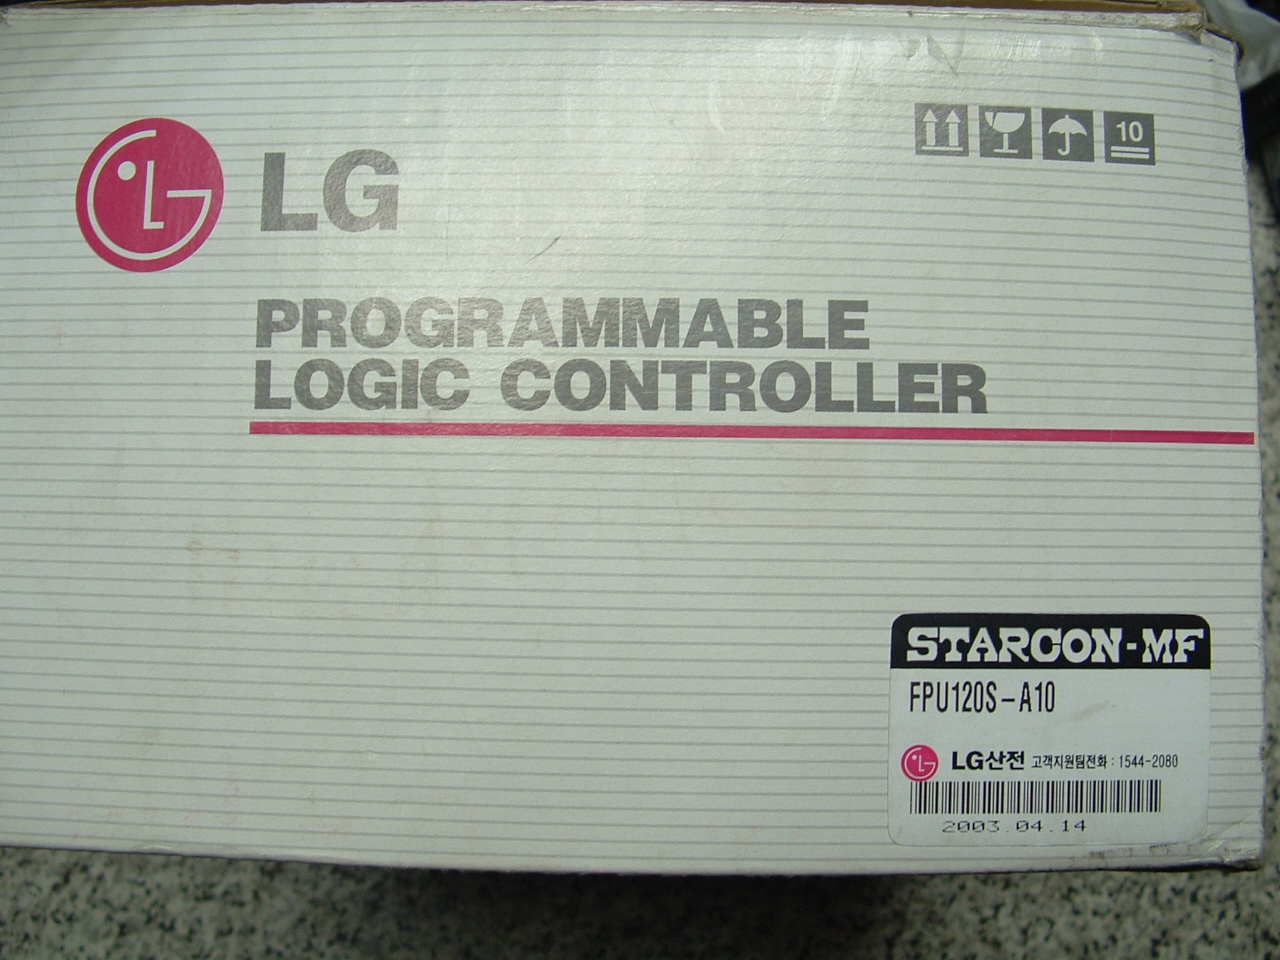 LG
10
PROGRAMMABLE
LOGIC CONTROLLER
STARCON-MF
FPU120S-A10
LG산전 고객지원팀전화 : 1544-2080
2003.04.14